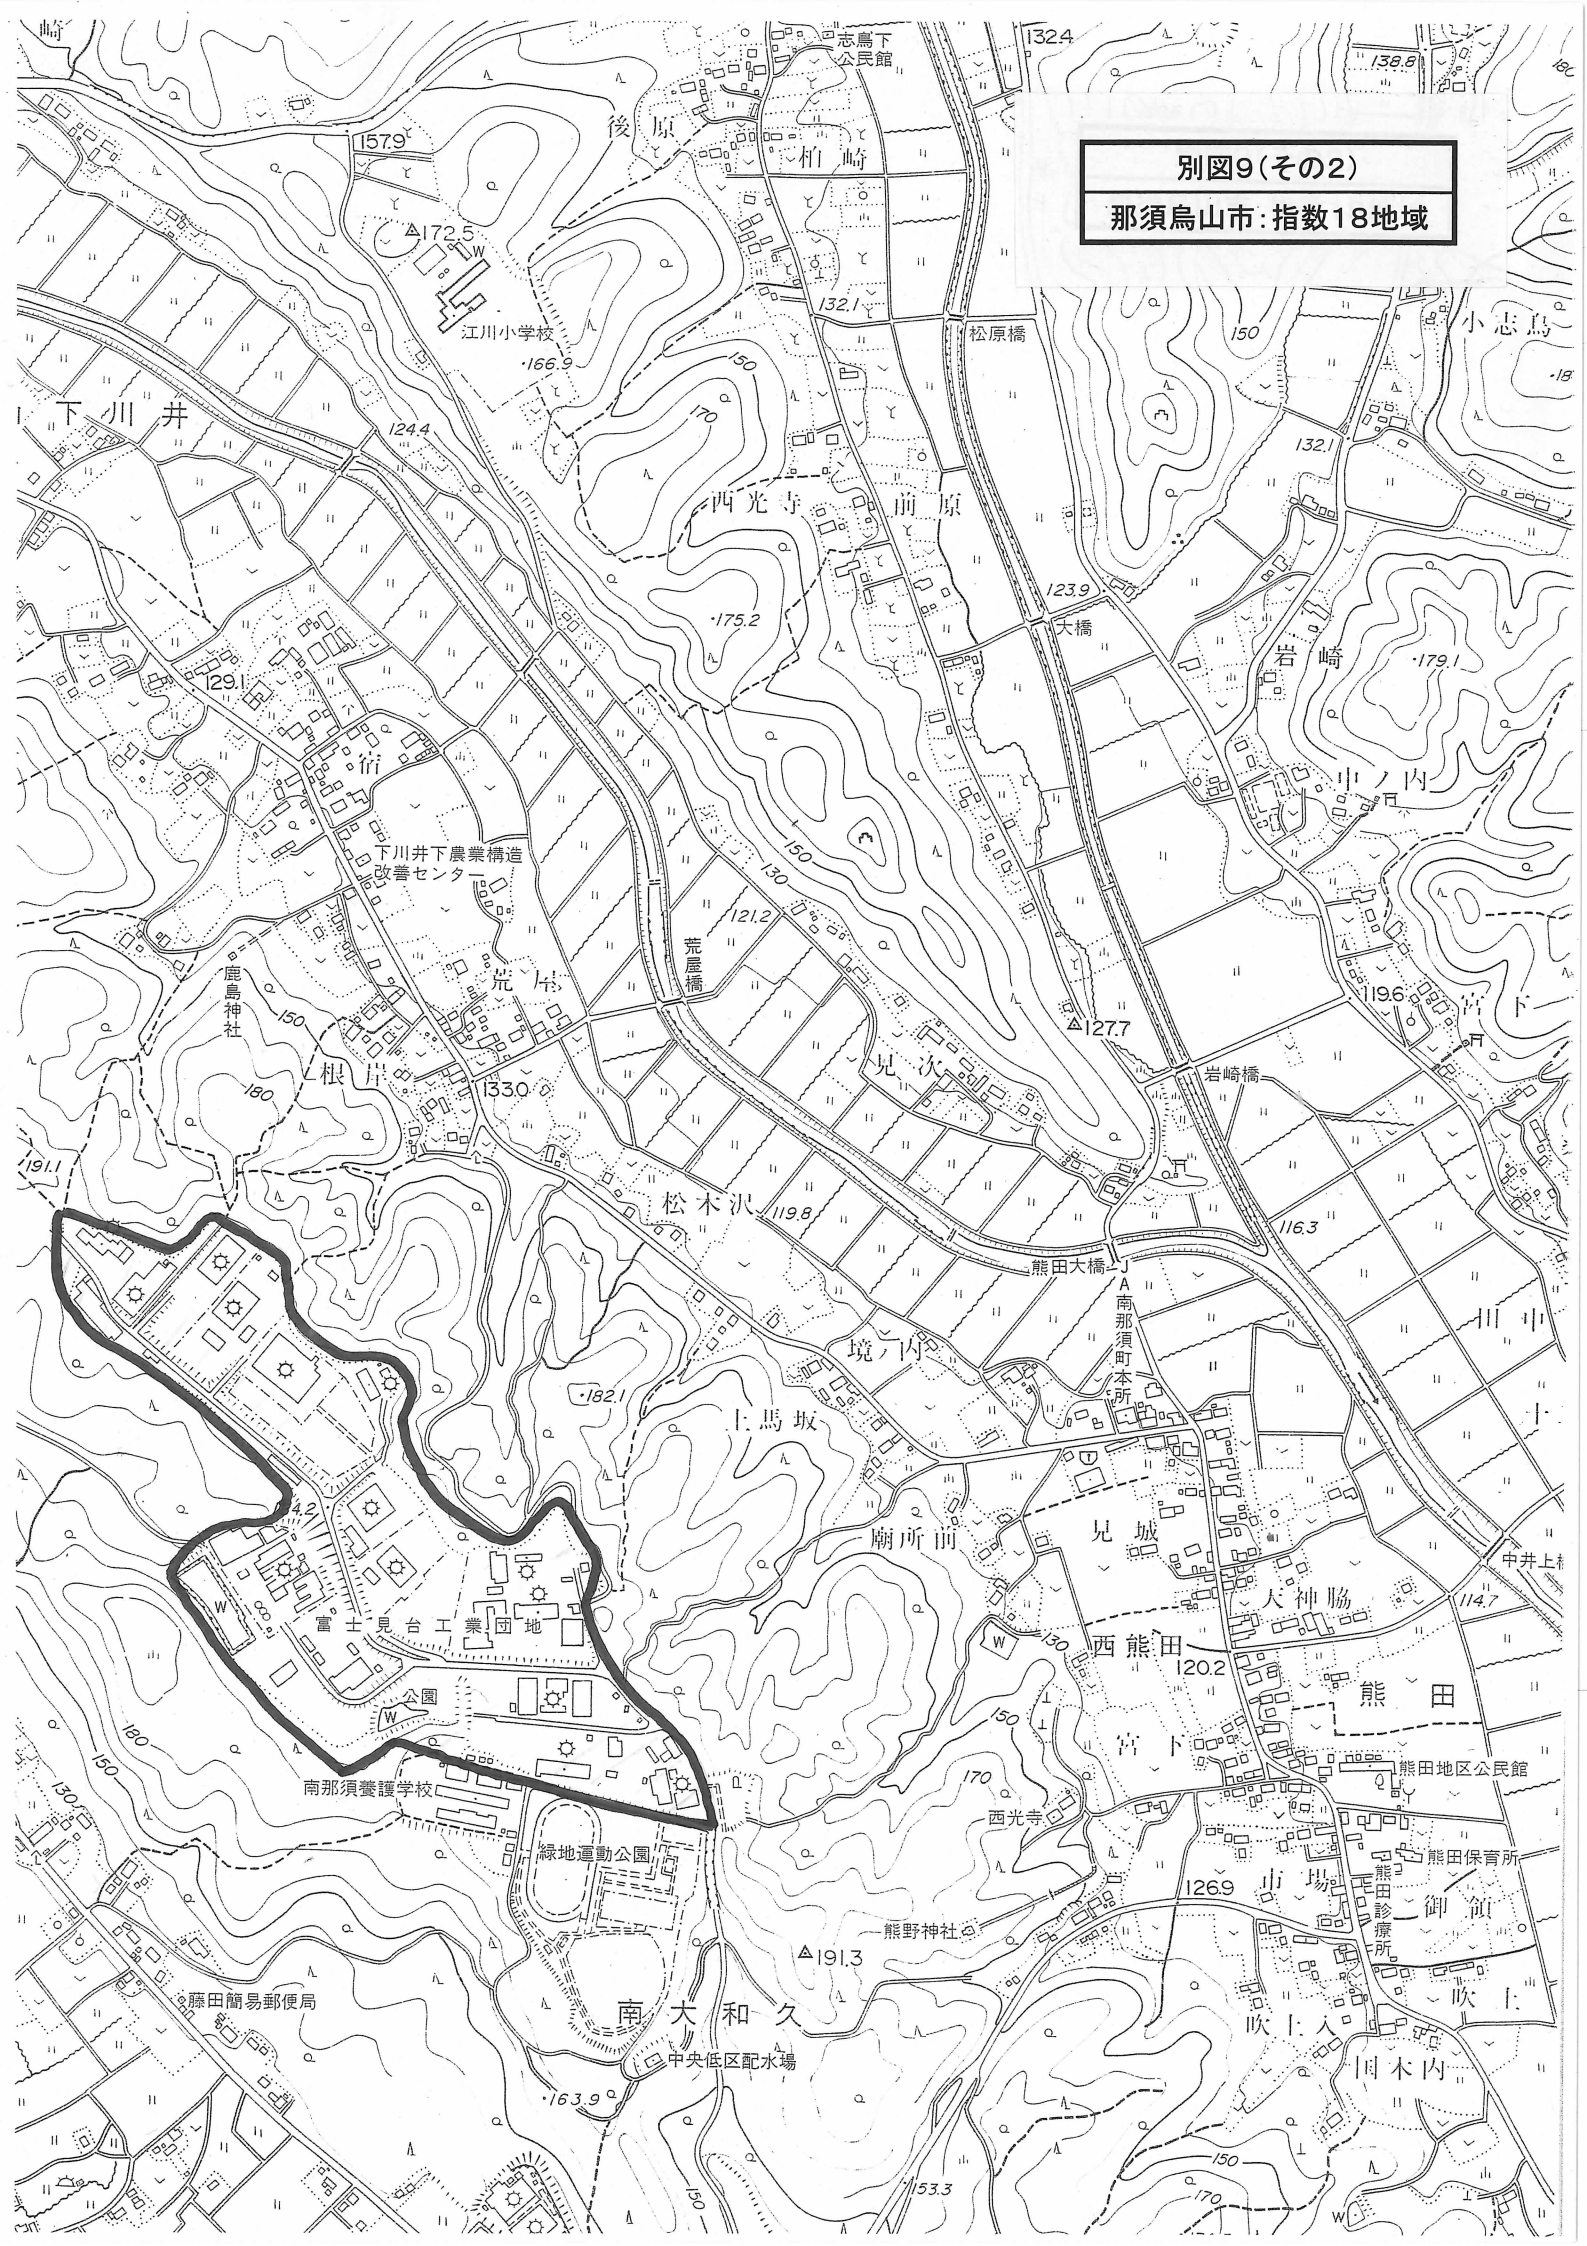 別図9(その2)
那須烏山市:指数18地域
崎
志鳥下
公民館
132.4
138.8
157.9
後原
柏崎
172.5
W
江川小学校
166.9
132.1
松原橋
150
小志鳥
150
170
下川井
124.4
132.1
西光寺
前原
123.9
大橋
175.2
岩崎
179.1
129.1
宿
中ノ内
下川井下農業構造
改善センター
150
130
121.2
荒屋橋
荒屋
鹿島神社
150
119.6
宮下
127.7
見次
根岸
180
133.0
岩崎橋
191.1
松木沢
119.8
116.3
熊田大橋
JA南那須町本所
川中
境ノ内
182.1
上馬坂
廟所前
見城
中井上
大神脇
114.7
W
富士見台工業団地
W
130
西熊田
120.2
公園
W
熊田
150
宮下
180
150
130
南那須養護学校
170
西光寺
熊田地区公民館
緑地運動公園
熊田保育所
126.9
市場
熊田診療所
御領
熊野神社
191.3
藤田簡易郵便局
南大和久
吹上
吹上入
中央低区配水場
国木内
163.9
150
153.3
150
170
W